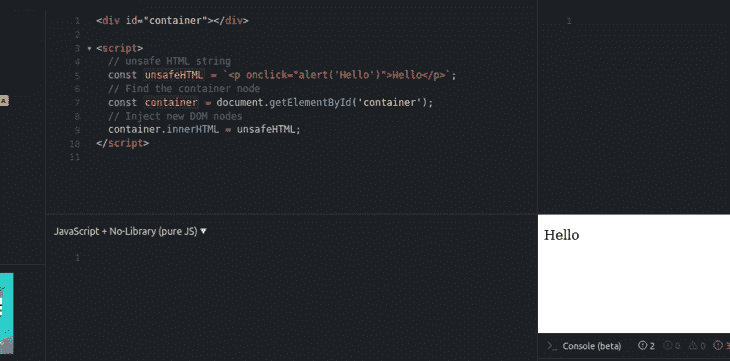 1 <div id="container"></div>
2
3 <script>
4 // unsafe HTML string
5 const unsafeHTML = `<p onclick="alert('Hello')">Hello</p>`;
6 // Find the container node
7 const container = document.getElementById('container');
8 // Inject new DOM nodes
9 container.innerHTML = unsafeHTML;
10 </script>
11
1
A
JavaScript + No-Library (pure JS) ▼
1
Hello
>_ Console (beta) 2 0 0 3